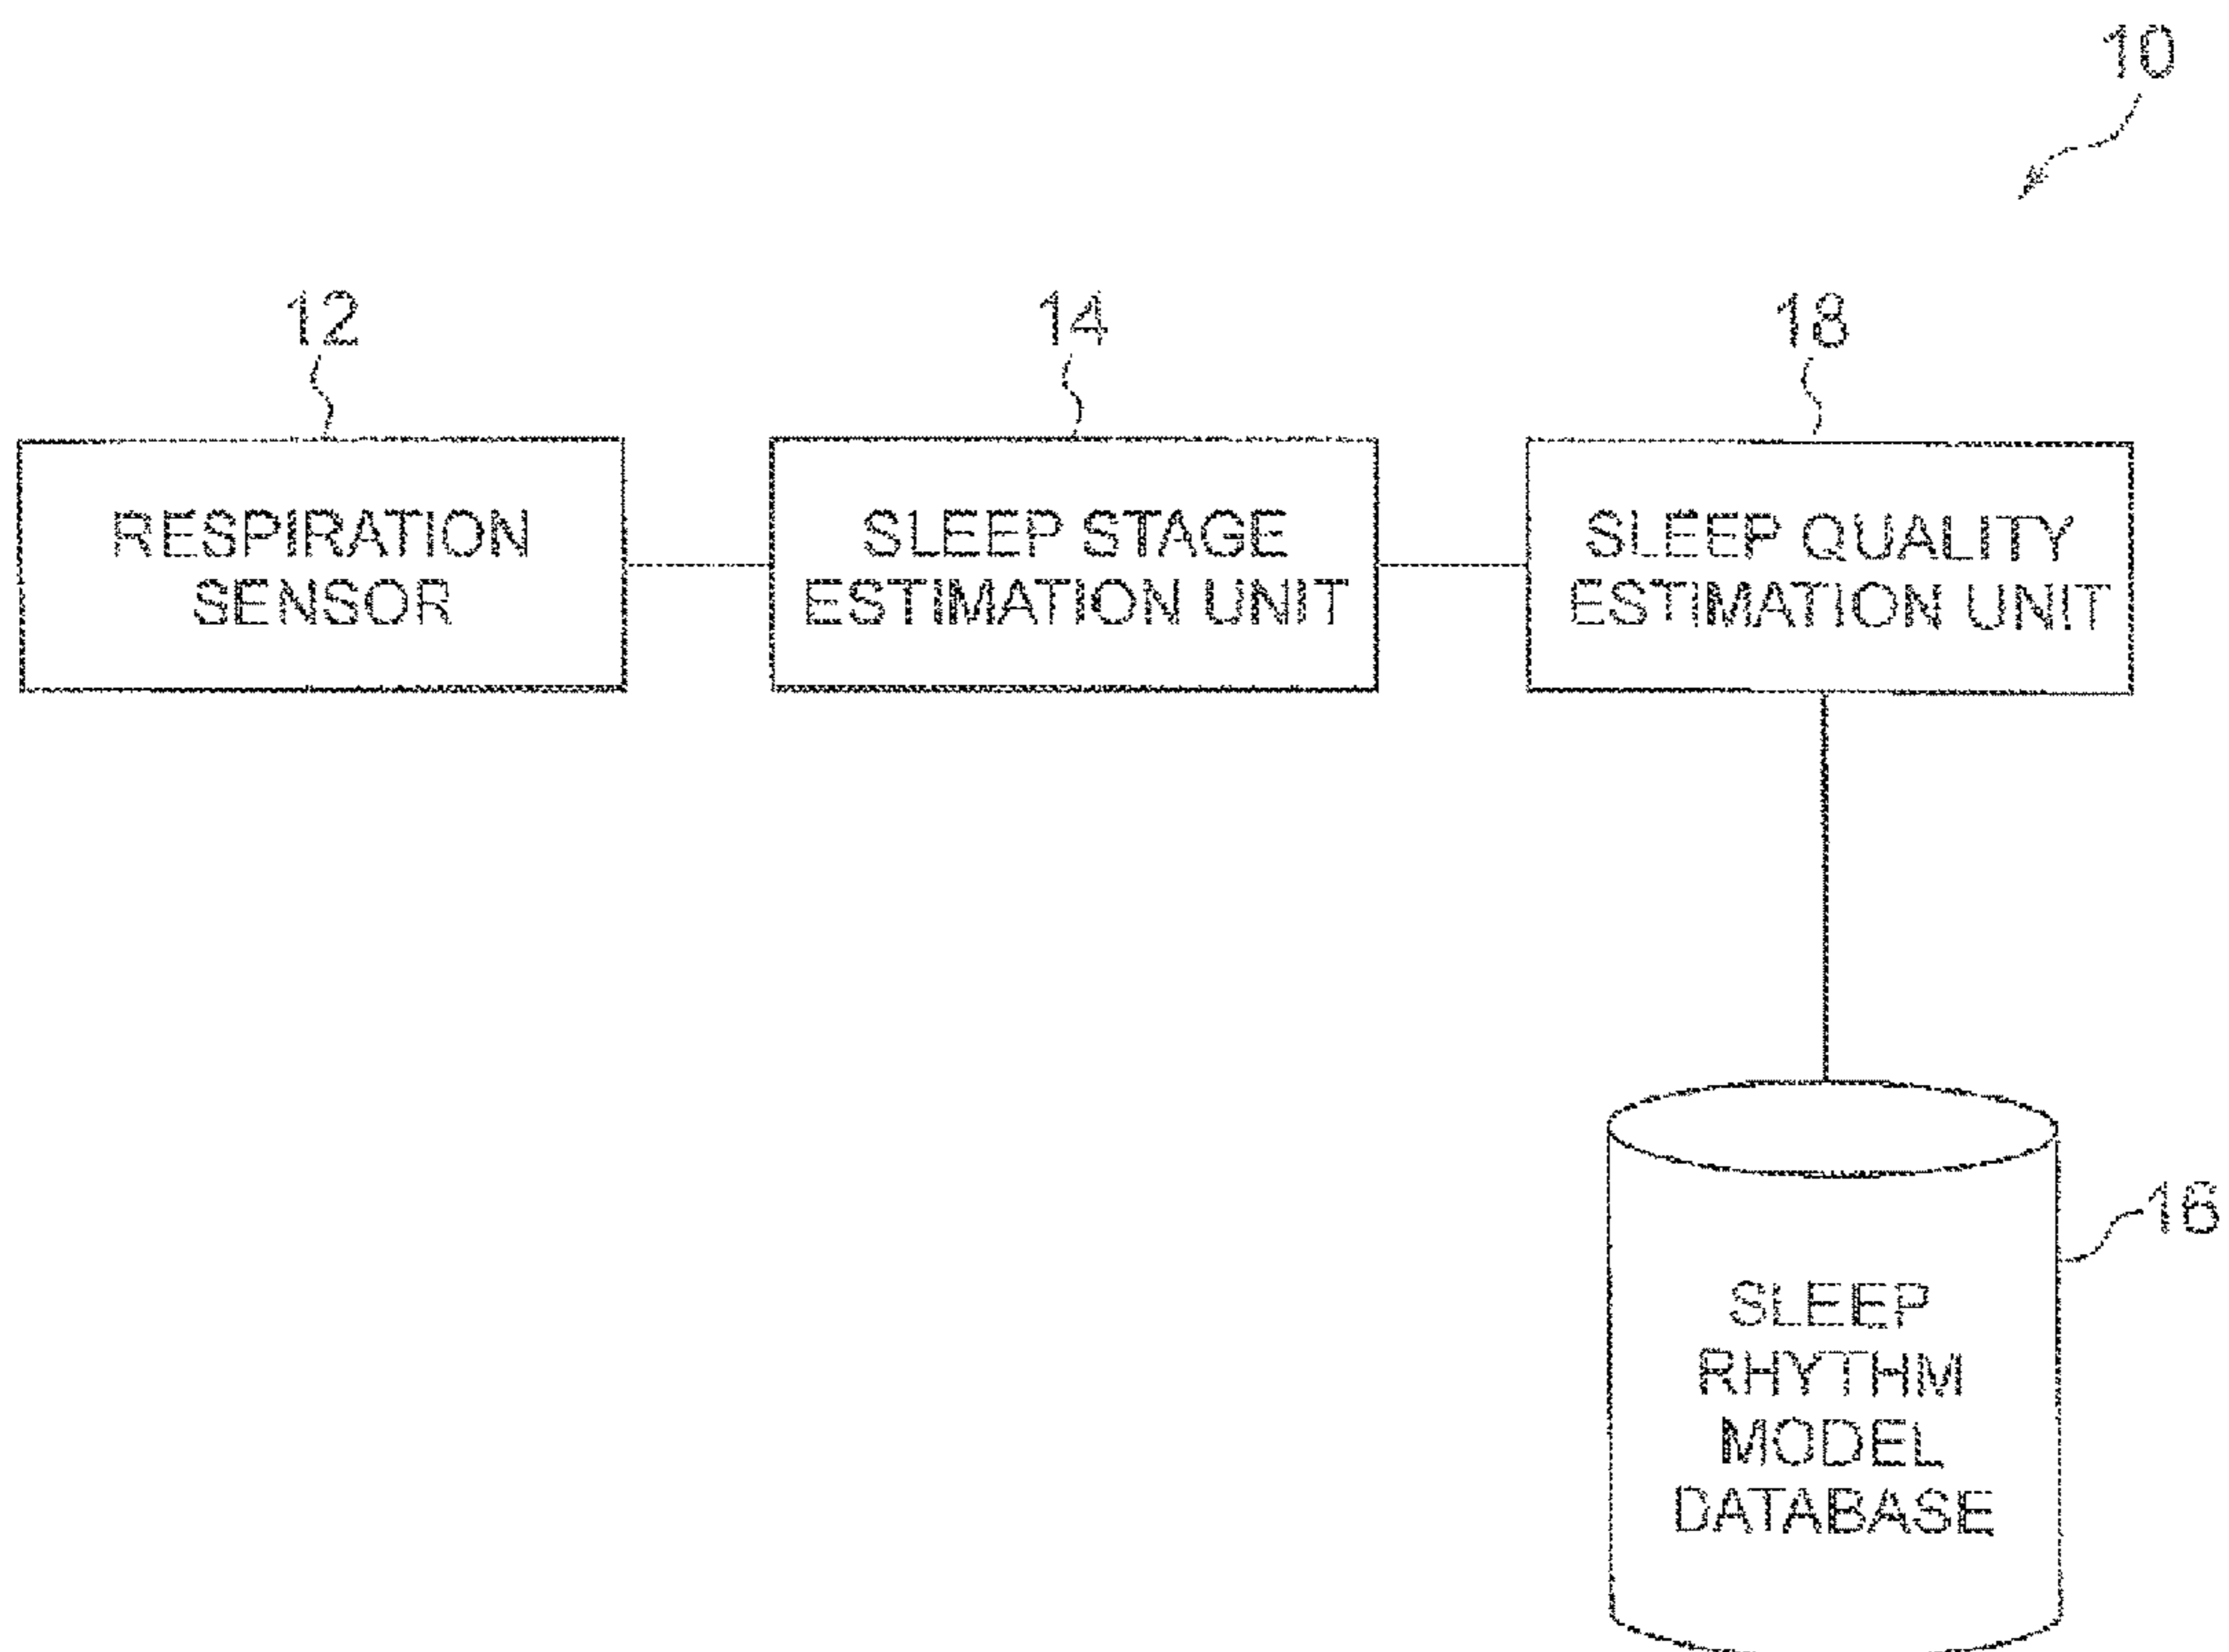 10
12
14
18
RESPIRATION
SENSOR
SLEEP STAGE
ESTIMATION UNIT
SLEEP QUALITY
ESTIMATION UNIT
16
SLEEP
RHYTHM
MODEL
DATABASE